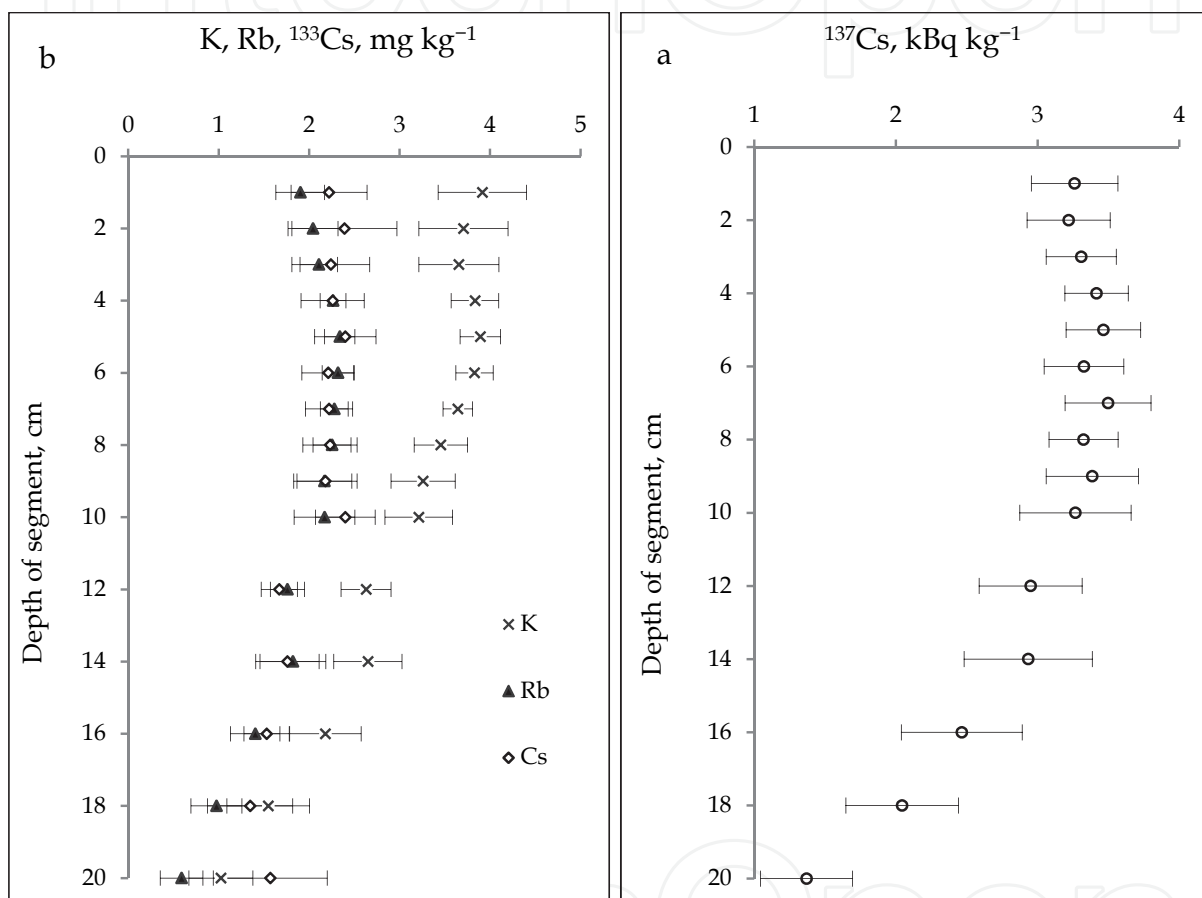 K, Rb, ¹³³Cs, mg kg⁻¹
b
0 1 2 3 4 5
0
2
4
6
8
10
12
14
16
18
20
Depth of segment, cm
K
Rb
Cs
¹³⁷Cs, kBq kg⁻¹
a
1 2 3 4
0
2
4
6
8
10
12
14
16
18
20
Depth of segment, cm